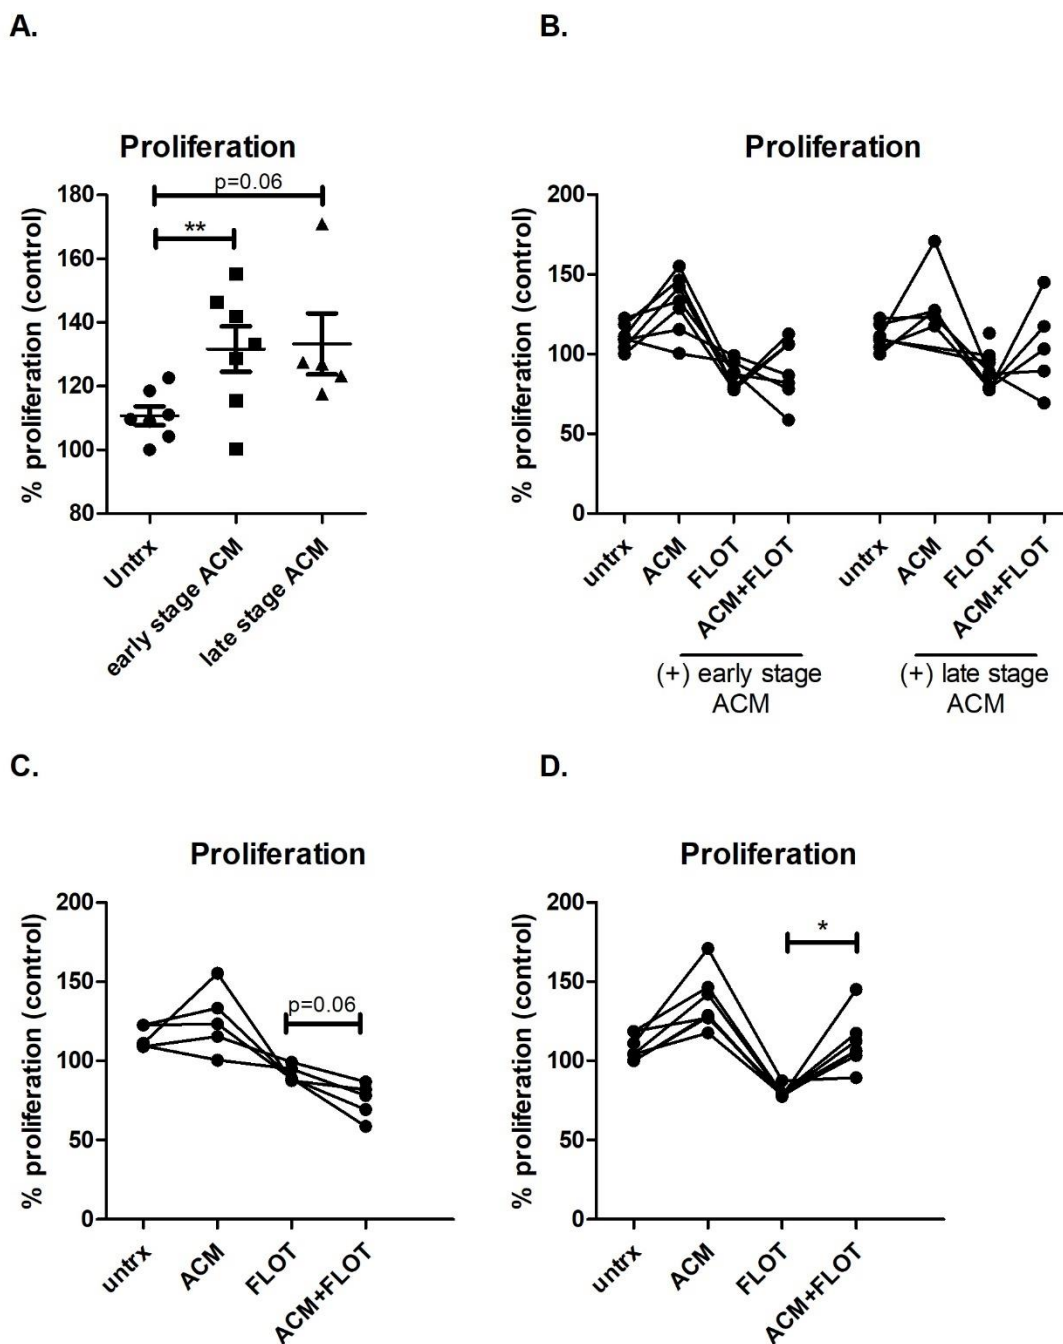 A.
Proliferation
p=0.06
**
% proliferation (control)
180
160
140
120
100
80
Untrx
early stage ACM
late stage ACM
B.
Proliferation
% proliferation (control)
200
150
100
50
0
untrx
ACM
FLOT
ACM+FLOT
untrx
ACM
FLOT
ACM+FLOT
(+) early stage
ACM
(+) late stage
ACM
C.
Proliferation
% proliferation (control)
200
150
100
50
0
p=0.06
untrx
ACM
FLOT
ACM+FLOT
D.
Proliferation
% proliferation (control)
200
150
100
50
0
*
untrx
ACM
FLOT
ACM+FLOT